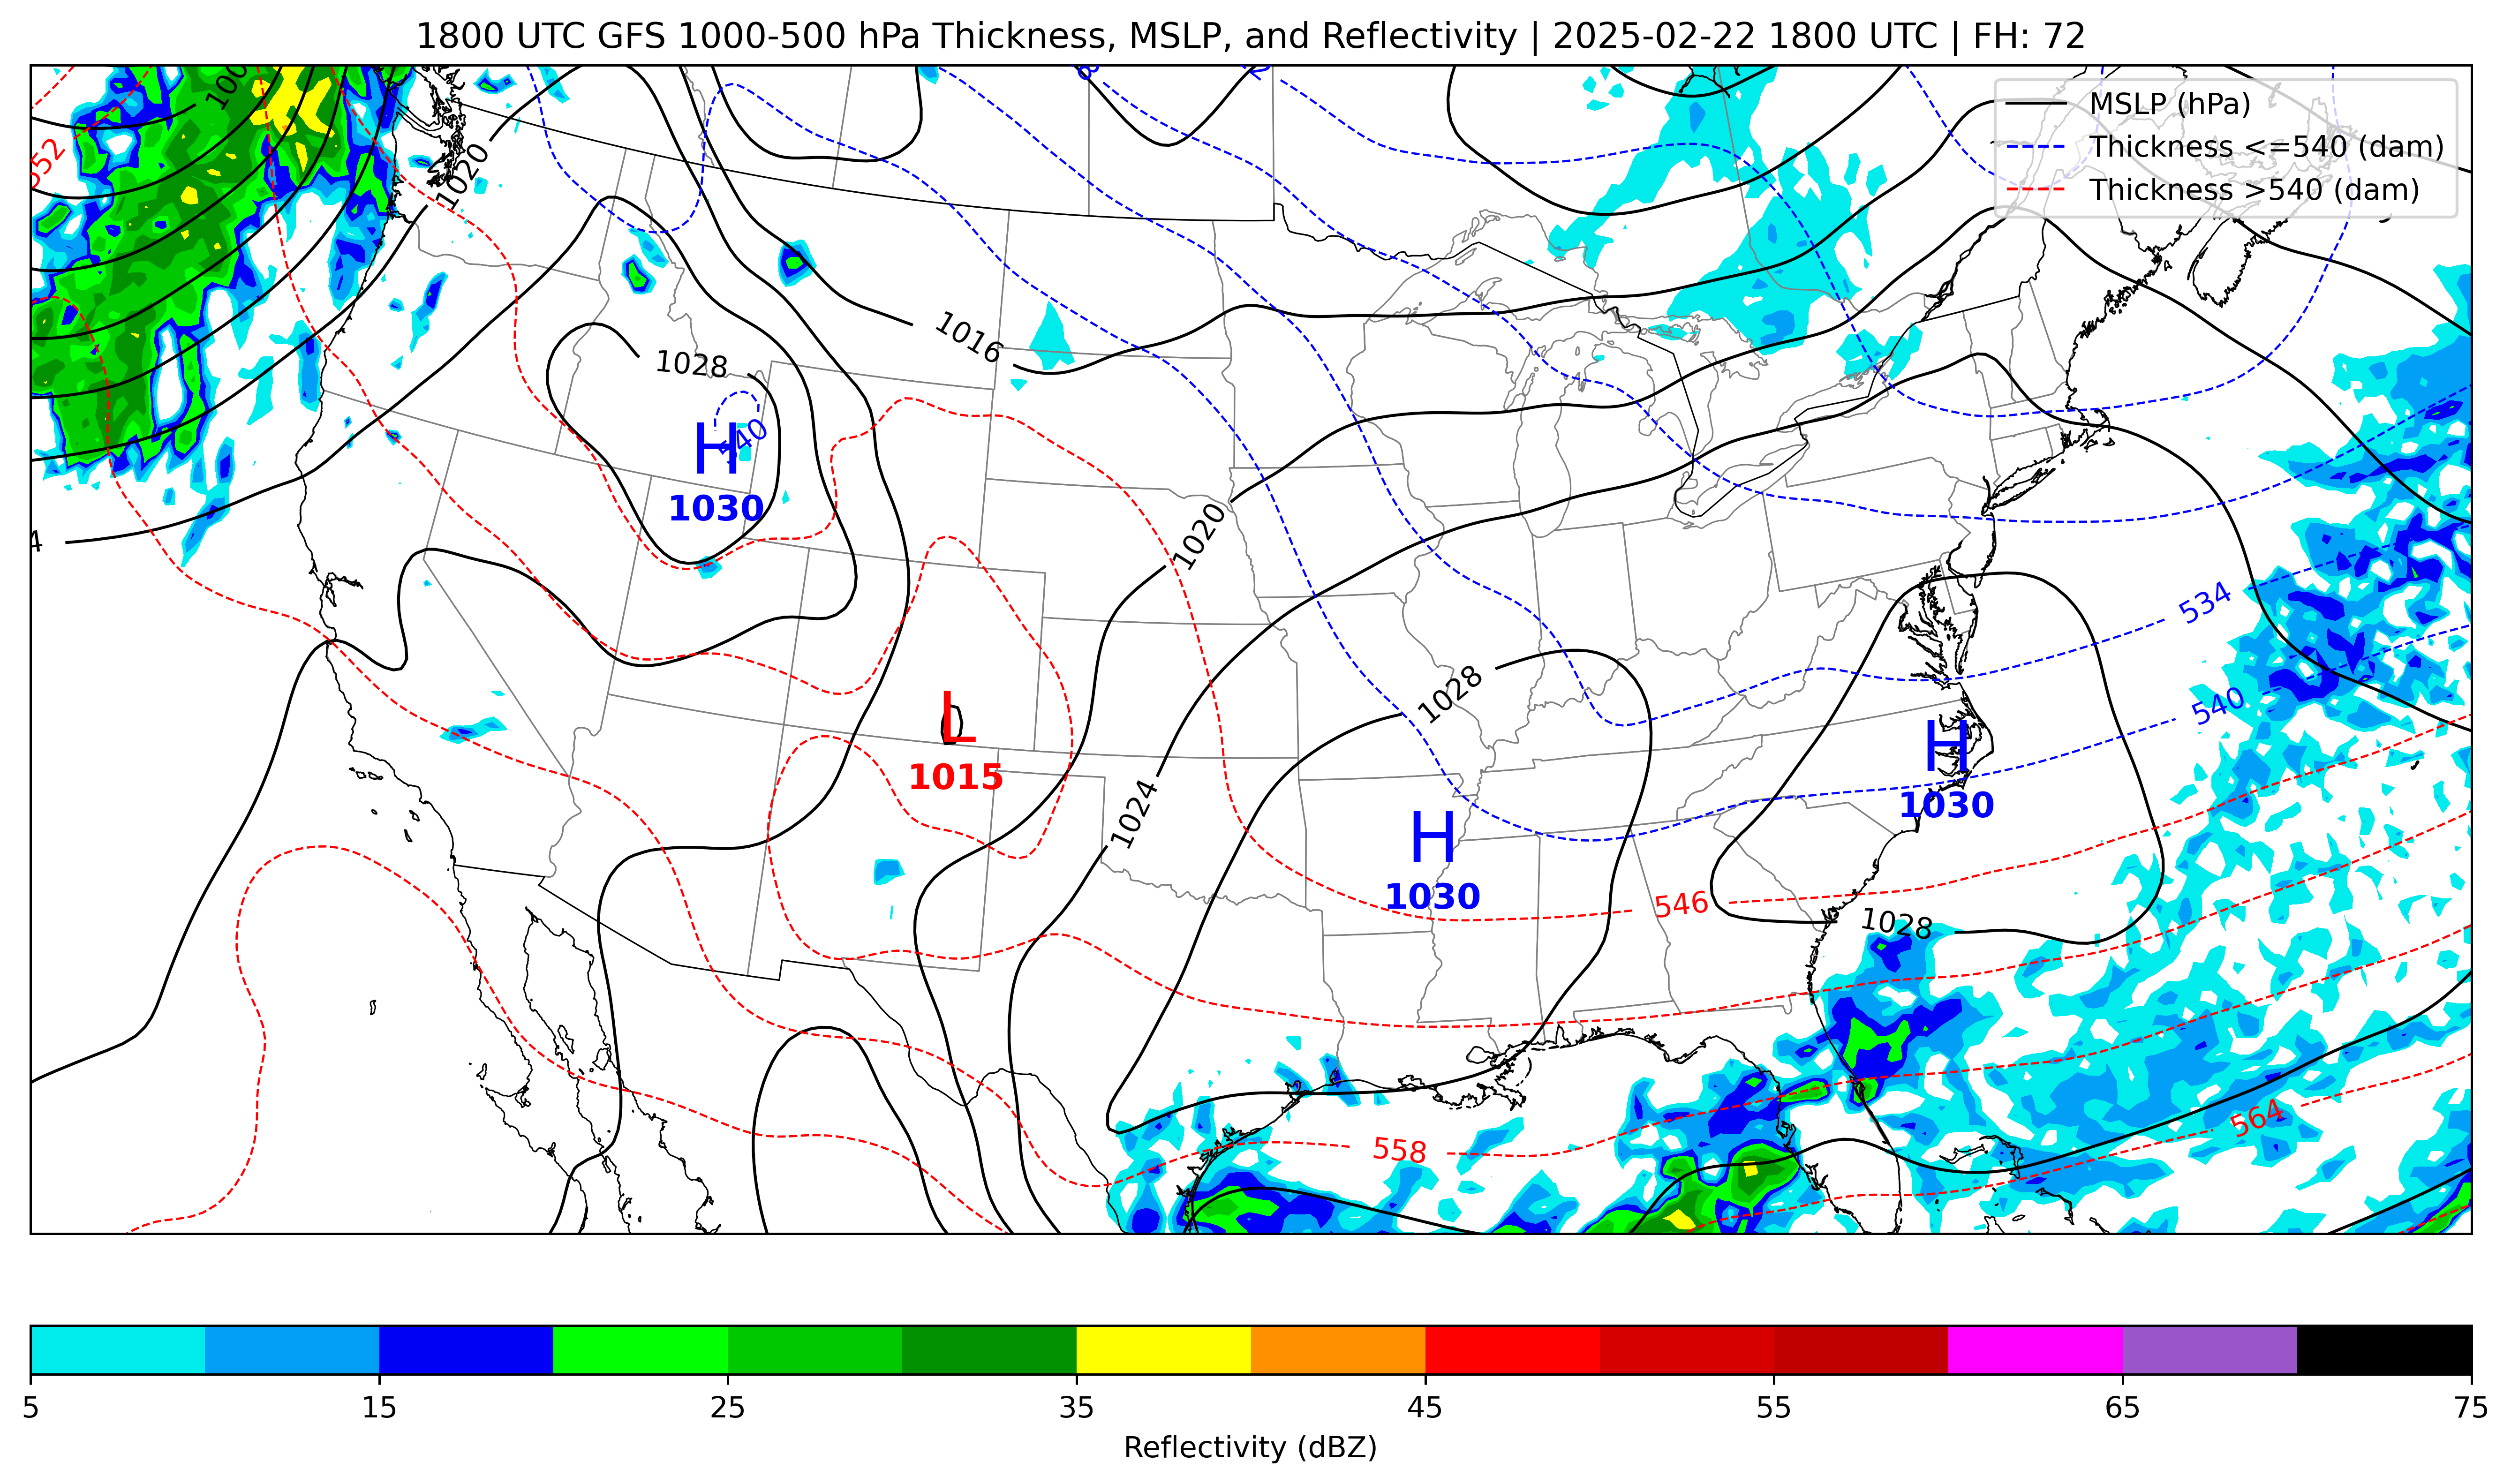 1800 UTC GFS 1000-500 hPa Thickness, MSLP, and Reflectivity | 2025-02-22 1800 UTC | FH: 72
MSLP (hPa)
Thickness <=540 (dam)
Thickness >540 (dam)
552
1020
1016
1028
540
H
1030
1020
534
540
1028
L
1015
H
1030
1024
H
1030
546
1028
558
564
5 15 25 35 45 55 65 75
Reflectivity (dBZ)